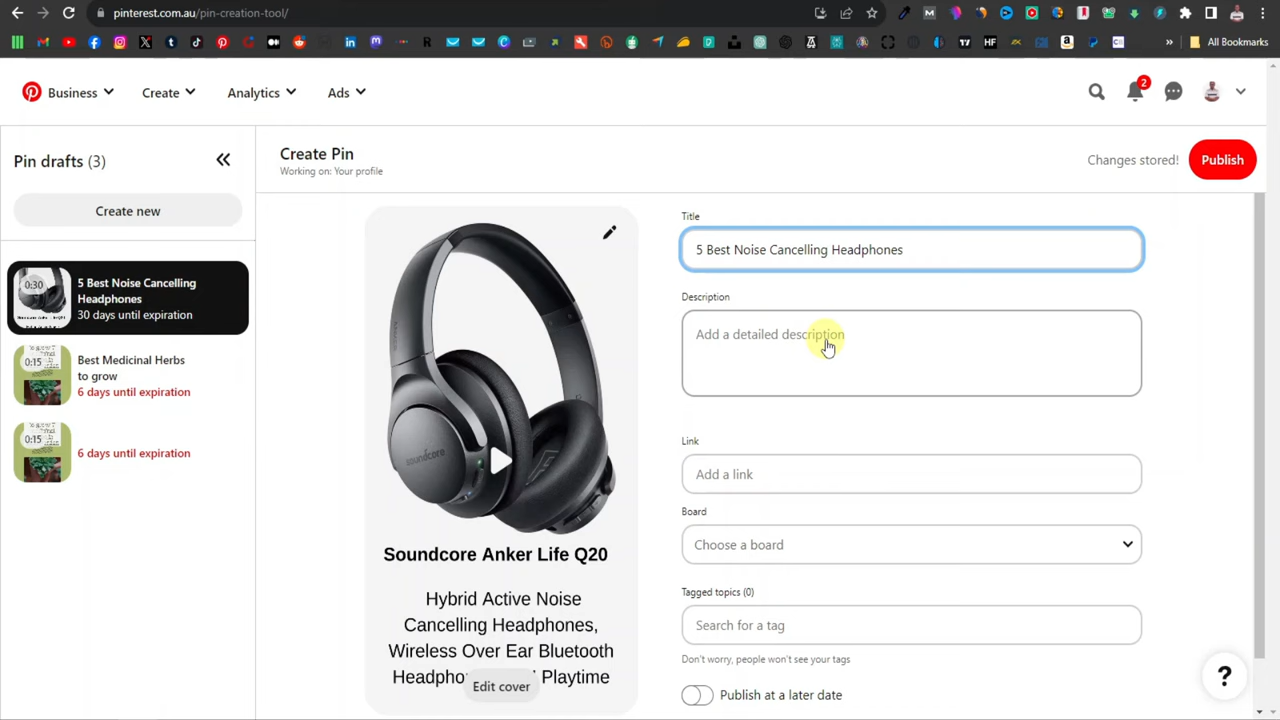 pinterest.com.au/pin-creation-tool/
All Bookmarks
Business
Create
Analytics
Ads
2
Pin drafts (3)
Create new
0:30
5 Best Noise Cancelling
Headphones
30 days until expiration
0:15
Best Medicinal Herbs
to grow
6 days until expiration
0:15
6 days until expiration
Create Pin
Working on: Your profile
Changes stored!
Publish
soundcore
Soundcore Anker Life Q20
Hybrid Active Noise
Cancelling Headphones,
Wireless Over Ear Bluetooth
Playtime
Edit cover
Title
5 Best Noise Cancelling Headphones
Description
Add a detailed description
Link
Add a link
Board
Choose a board
Tagged topics (0)
Search for a tag
Don't worry, people won't see your tags
Publish at a later date
?